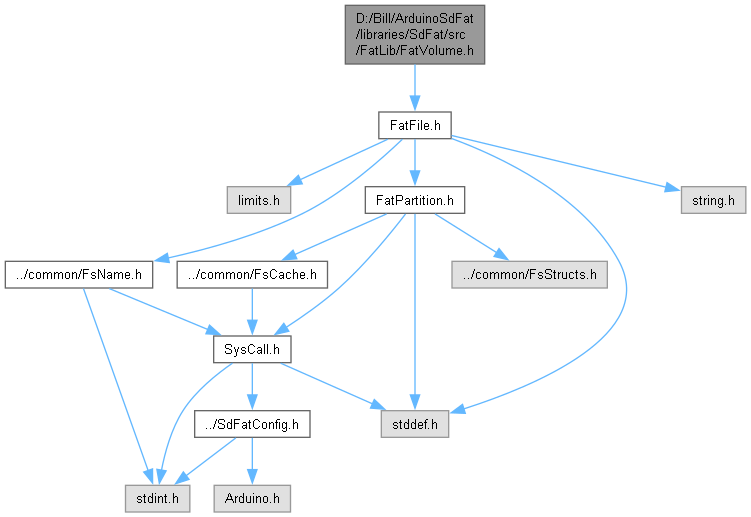 D:/Bill/ArduinoSdFat
/libraries/SdFat/src
/FatLib/FatVolume.h
FatFile.h
limits.h
FatPartition.h
string.h
../common/FsName.h
../common/FsCache.h
../common/FsStructs.h
SysCall.h
../SdFatConfig.h
stddef.h
stdint.h
Arduino.h